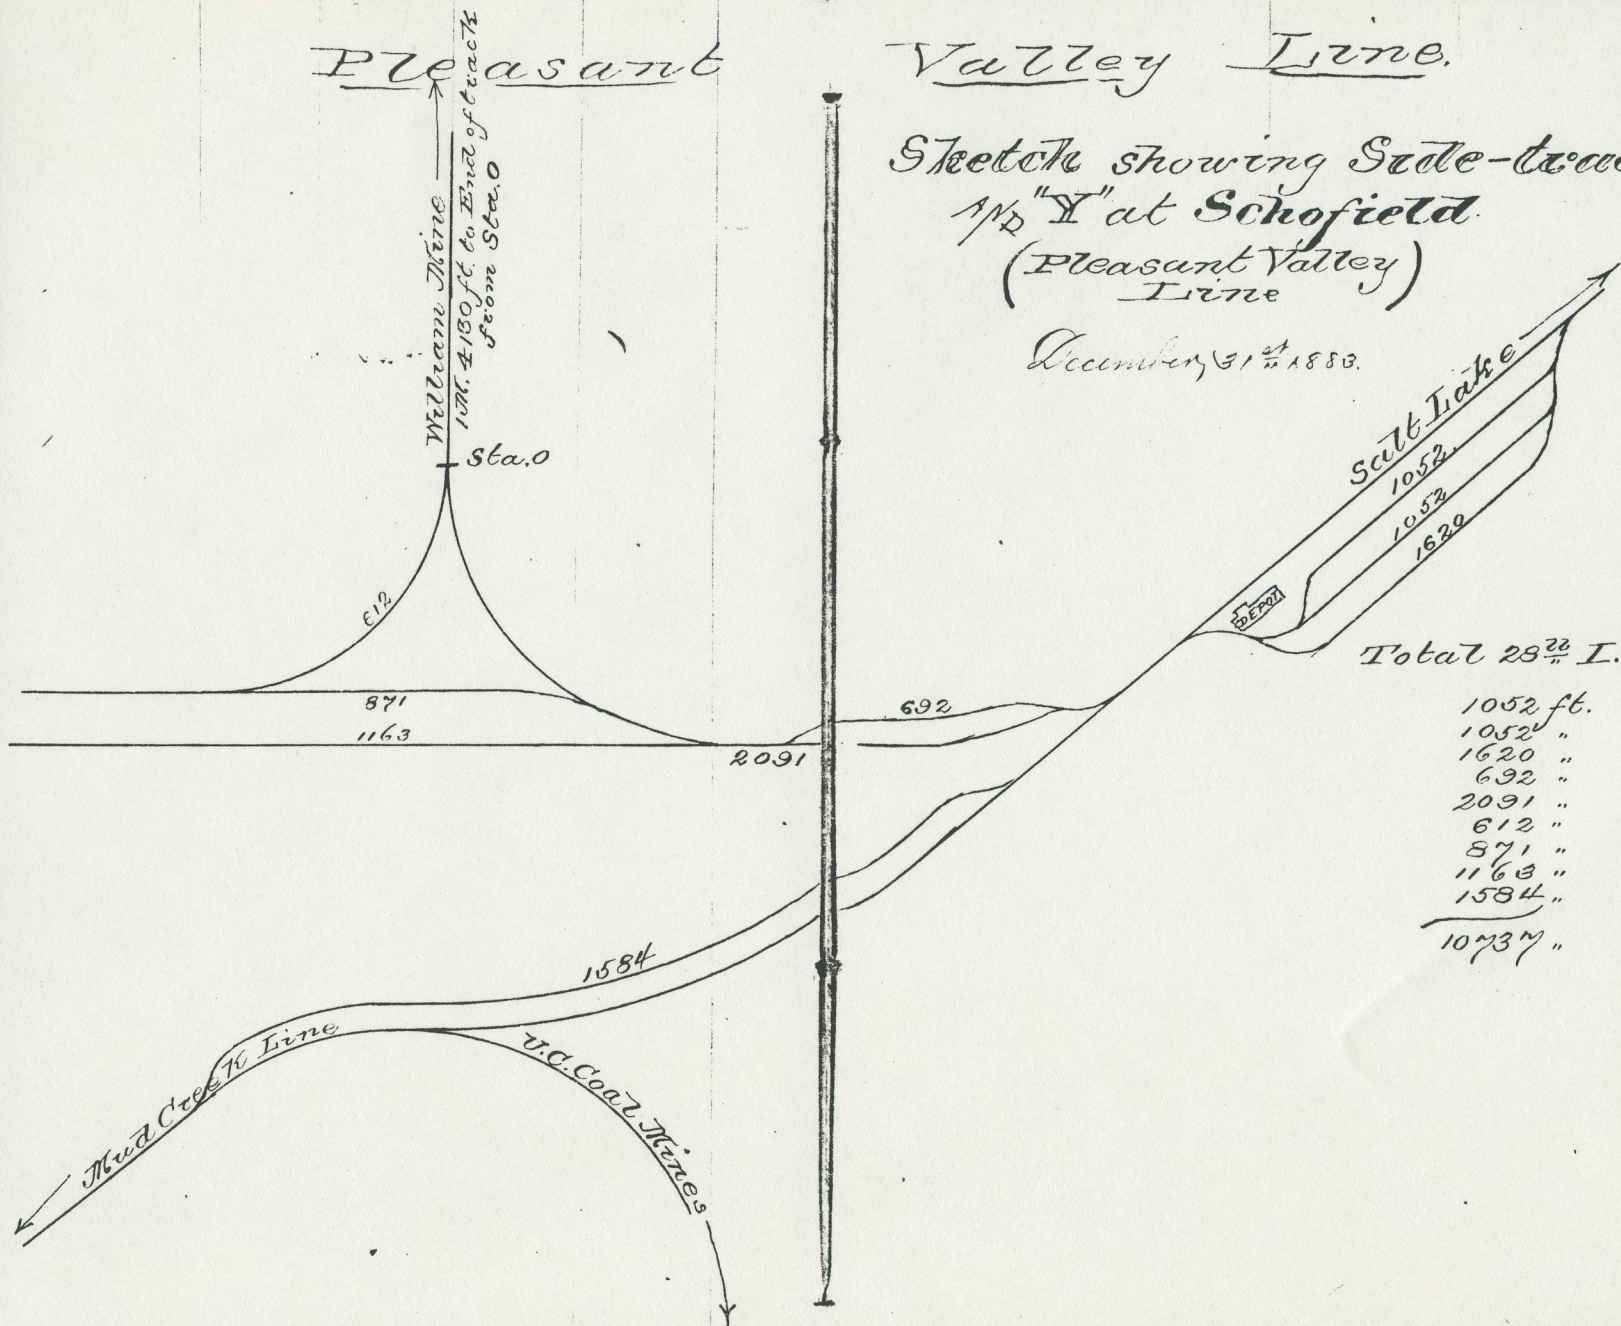 Pleasant Valley Line.
Sketch showing Side-trac
AND "Y" at Schofield
(Pleasant Valley)
Line
December, 31st 1883.
William Mine
1M. 4130 ft. to End of track
from Sta.0
Sta.0
612
871
1163
2091
692
1584
Mud Creek Line
U.C. Coal Mines
Salt Lake
1052
1052
1620
DEPOT
1052 ft.
1052 "
1620 "
692 "
2091 "
612 "
871 "
1163 "
1584 "
10737 "